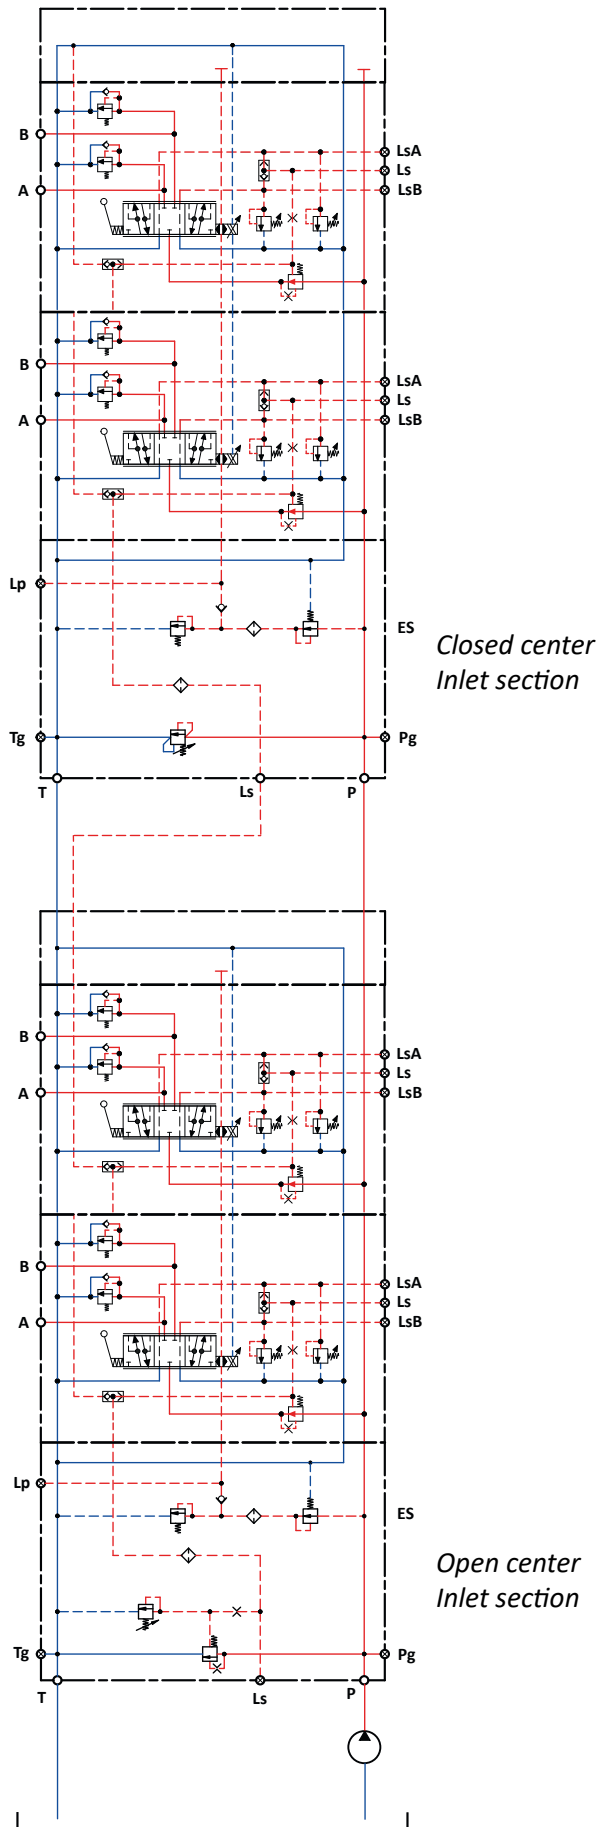 B
LsA
Ls
A
LsB
B
LsA
Ls
A
LsB
Lp
ES
Closed center
Inlet section
Tg
Pg
T
Ls
P
B
LsA
Ls
A
LsB
B
LsA
Ls
A
LsB
Lp
ES
Open center
Inlet section
Tg
Pg
T
Ls
P